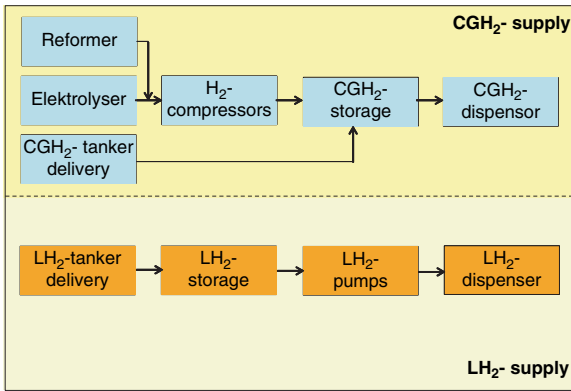 CGH₂- supply
Reformer
Elektrolyser
H₂-
compressors
CGH₂-
storage
CGH₂-
dispensor
CGH₂- tanker
delivery
LH₂-tanker
delivery
LH₂-
storage
LH₂-
pumps
LH₂-
dispenser
LH₂- supply